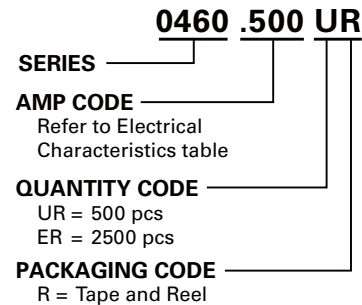 0460 .500 UR
SERIES
AMP CODE
Refer to Electrical
Characteristics table
QUANTITY CODE
UR = 500 pcs
ER = 2500 pcs
PACKAGING CODE
R = Tape and Reel